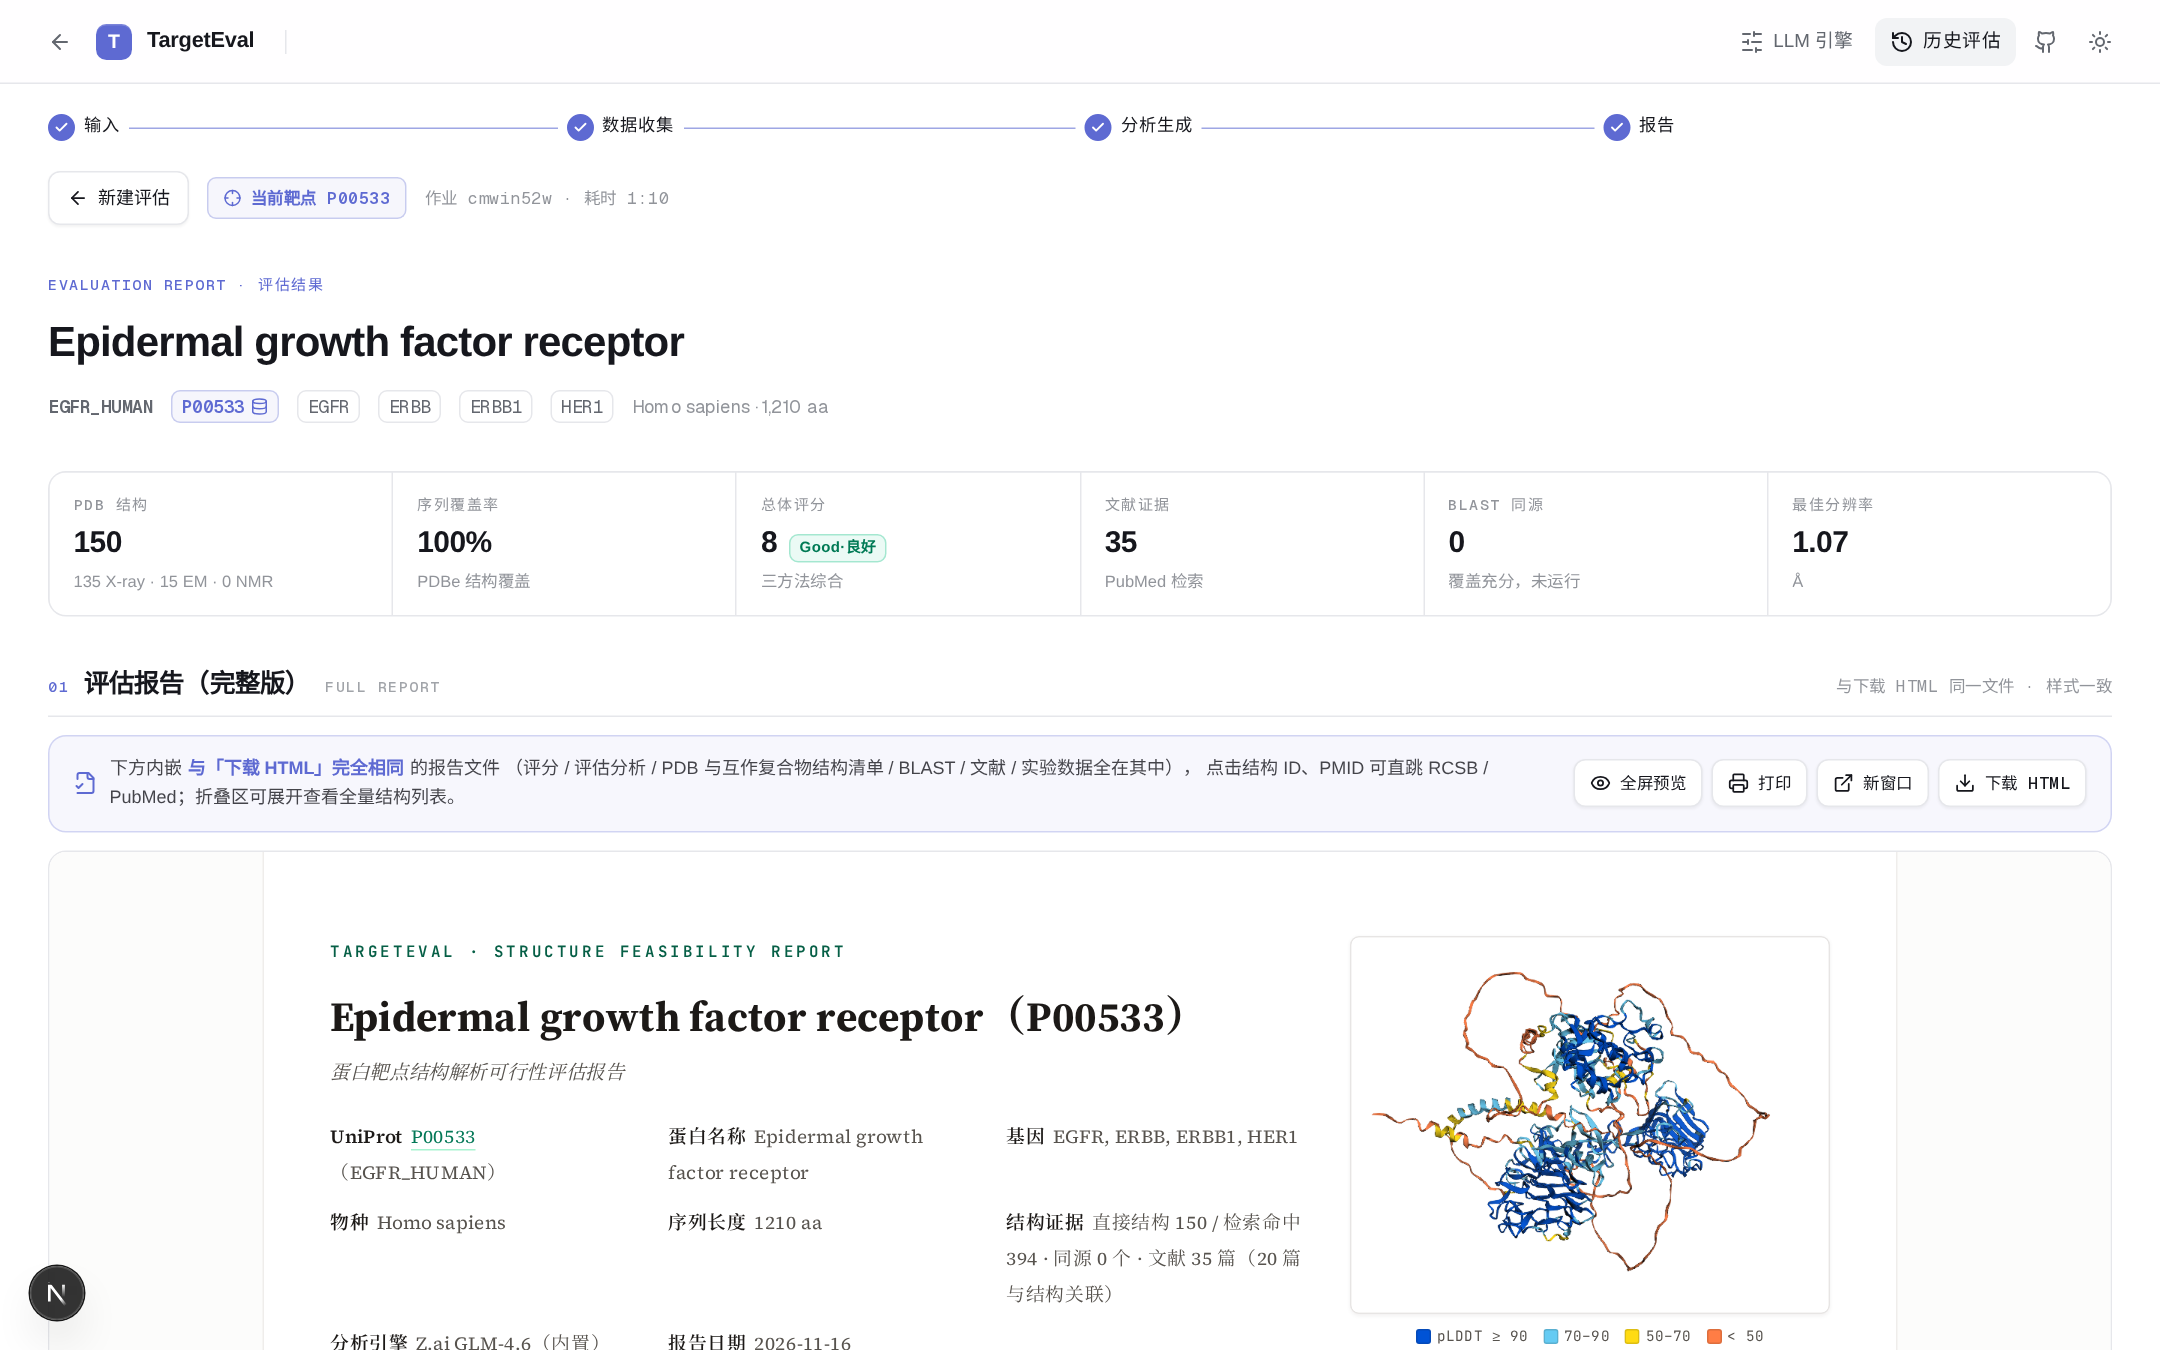 T TargetEval LLM 引擎 历史评估
输入 数据收集 分析生成 报告
新建评估 当前靶点 P00533 作业 cmwin52w · 耗时 1:10
EVALUATION REPORT · 评估结果
Epidermal growth factor receptor
EGFR_HUMAN P00533 EGFR ERBB ERBB1 HER1 Homo sapiens · 1,210 aa
PDB 结构 序列覆盖率 总体评分 文献证据 BLAST 同源 最佳分辨率
150 100% 8 Good·良好 35 0 1.07
135 X-ray · 15 EM · 0 NMR PDBe 结构覆盖 三方法综合 PubMed 检索 覆盖充分，未运行 Å
01 评估报告（完整版） FULL REPORT 与下载 HTML 同一文件 · 样式一致
下方内嵌 与「下载 HTML」完全相同 的报告文件 （评分 / 评估分析 / PDB 与互作复合物结构清单 / BLAST / 文献 / 实验数据全在其中）， 点击结构 ID、PMID 可直跳 RCSB /
PubMed；折叠区可展开查看全量结构列表。
全屏预览 打印 新窗口 下载 HTML
TARGETEVAL · STRUCTURE FEASIBILITY REPORT
Epidermal growth factor receptor（P00533）
蛋白靶点结构解析可行性评估报告
UniProt P00533
（EGFR_HUMAN）
蛋白名称 Epidermal growth
factor receptor
基因 EGFR, ERBB, ERBB1, HER1
物种 Homo sapiens
序列长度 1210 aa
结构证据 直接结构 150 / 检索命中
394 · 同源 0 个 · 文献 35 篇（20 篇
与结构关联）
分析引擎 Z.ai GLM-4.6（内置）
报告日期 2026-11-16
pLDDT ≥ 90 70–90 50–70 < 50
N